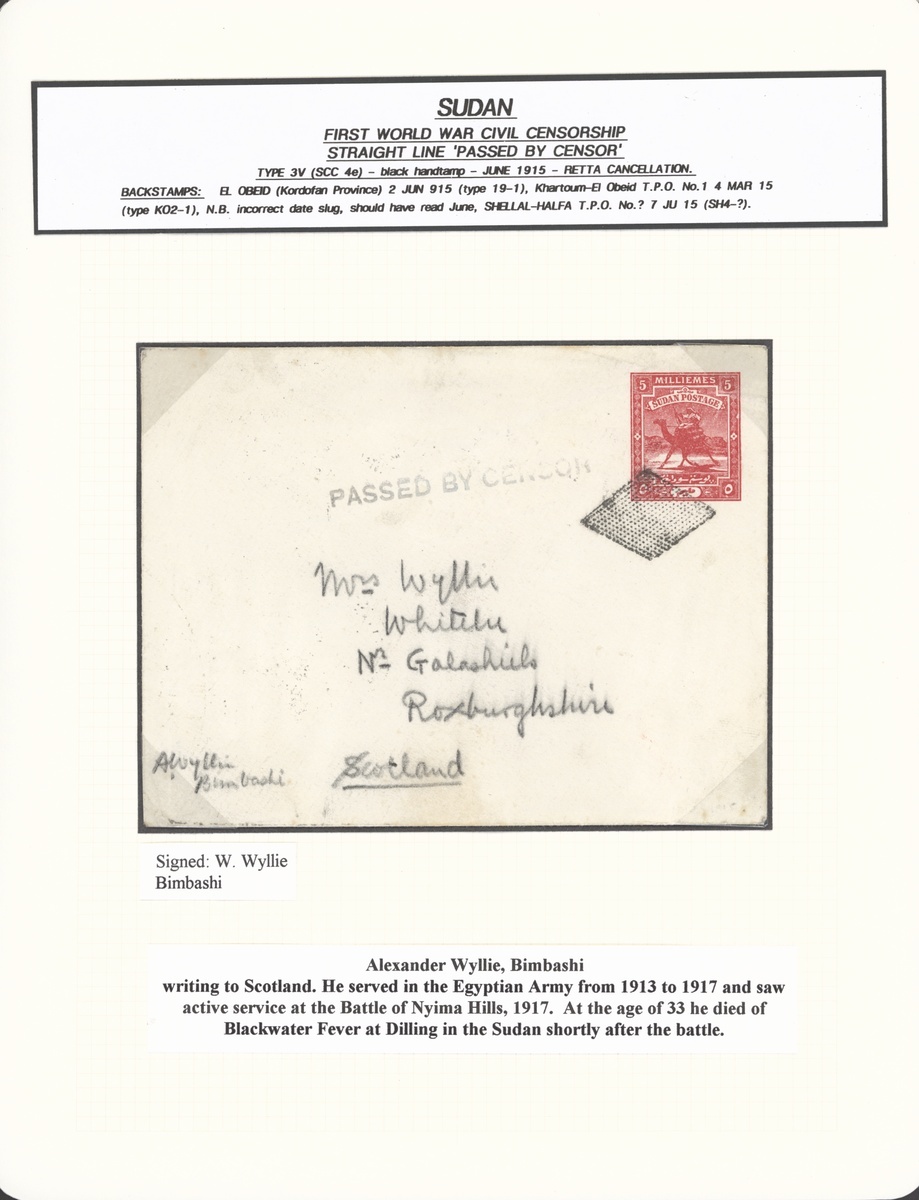 SUDAN
FIRST WORLD WAR CIVIL CENSORSHIP
STRAIGHT LINE 'PASSED BY CENSOR'
TYPE 3V (SCC 4e) - black handtamp - JUNE 1915 - RETTA CANCELLATION.
BACKSTAMPS: EL OBEID (Kordofan Province) 2 JUN 915 (type 19-1), Khartoum-El Obeid T.P.O. No.1 4 MAR 15
(type KO2-1), N.B. incorrect date slug, should have read June, SHELLAL-HALFA T.P.O. No.? 7 JU 15 (SH4-?).
5 MILLIEMES 5
SUDAN POSTAGE
PASSED BY CENSOR
Mrs Wyllie
Whitelee
Nr Galashiels
Roxburghshire
Scotland
AWyllie
Bimbashi
Signed: W. Wyllie
Bimbashi
Alexander Wyllie, Bimbashi
writing to Scotland. He served in the Egyptian Army from 1913 to 1917 and saw
active service at the Battle of Nyima Hills, 1917. At the age of 33 he died of
Blackwater Fever at Dilling in the Sudan shortly after the battle.